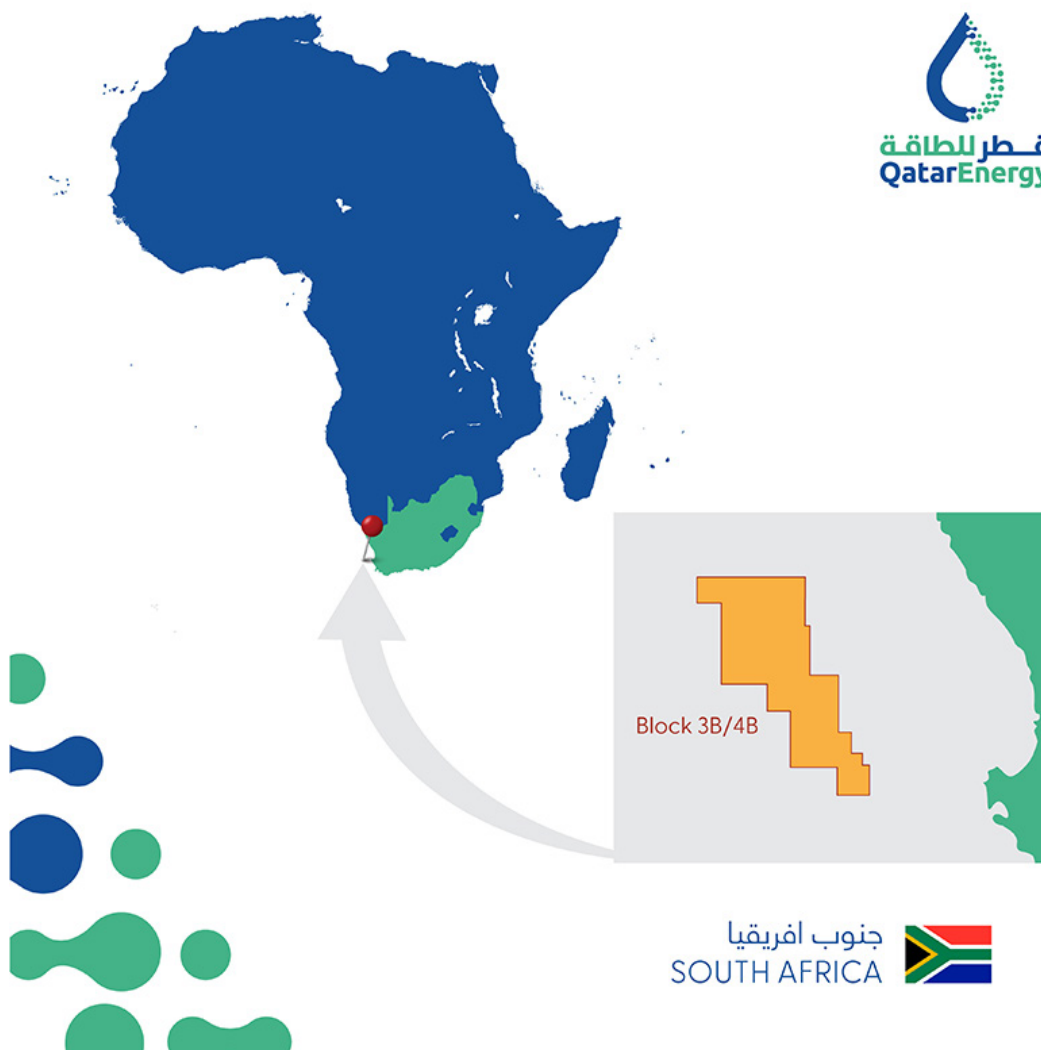 قطر للطاقة
QatarEnergy
Block 3B/4B
جنوب افريقيا
SOUTH AFRICA